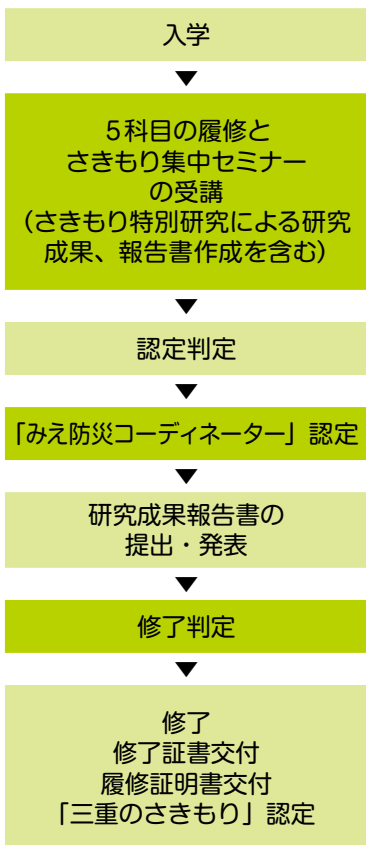 入学
▼
5科目の履修と
さきもり集中セミナー
の受講
(さきもり特別研究による研究
成果、報告書作成を含む)
▼
認定判定
▼
「みえ防災コーディネーター」認定
▼
研究成果報告書の
提出・発表
▼
修了判定
▼
修了
修了証書交付
履修証明書交付
「三重のさきもり」認定